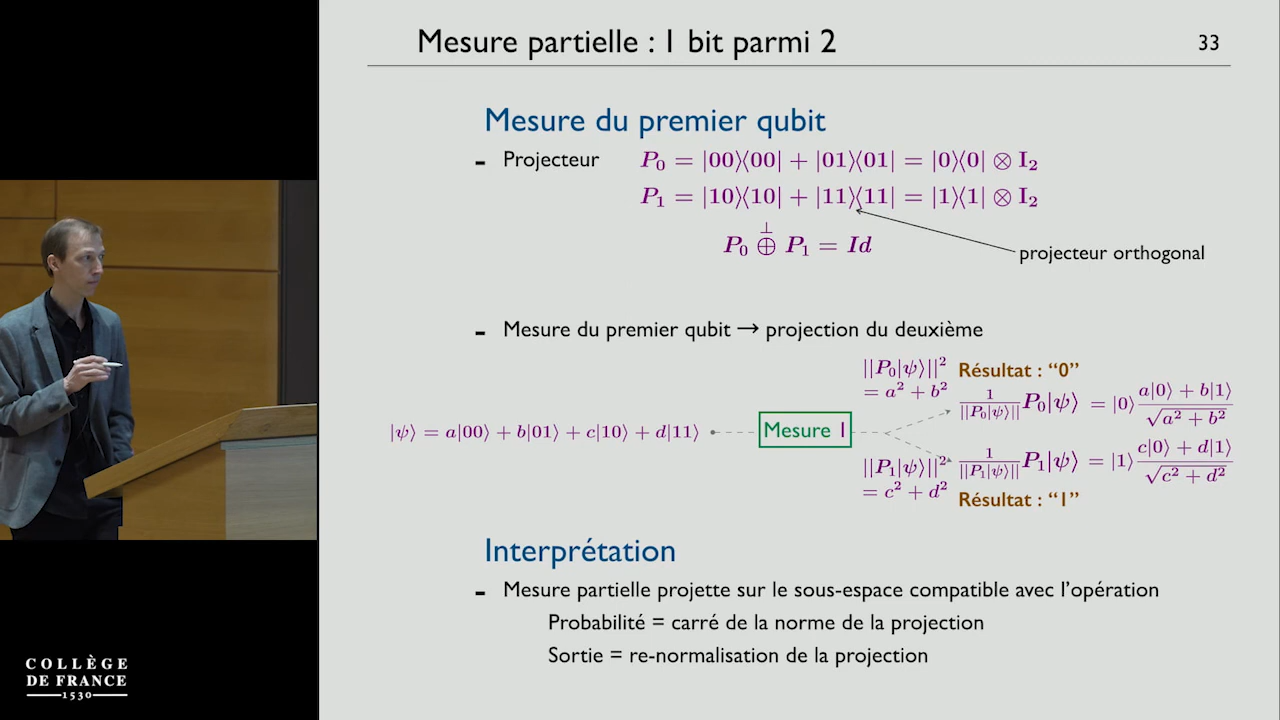 Mesure partielle : 1 bit parmi 2
33
Mesure du premier qubit
- Projecteur P₀ = |00⟩⟨00| + |01⟩⟨01| = |0⟩⟨0| ⊗ I₂
P₁ = |10⟩⟨10| + |11⟩⟨11| = |1⟩⟨1| ⊗ I₂
P₀ ⊕^⊥ P₁ = Id
projecteur orthogonal
- Mesure du premier qubit → projection du deuxième
||P₀|ψ⟩||² Résultat : “0”
= a² + b² 1/||P₀|ψ⟩|| P₀|ψ⟩ = |0⟩ (a|0⟩ + b|1⟩)/√(a² + b²)
|ψ⟩ = a|00⟩ + b|01⟩ + c|10⟩ + d|11⟩ Mesure 1
||P₁|ψ⟩||² 1/||P₁|ψ⟩|| P₁|ψ⟩ = |1⟩ (c|0⟩ + d|1⟩)/√(c² + d²)
= c² + d² Résultat : “1”
Interprétation
- Mesure partielle projette sur le sous-espace compatible avec l’opération
Probabilité = carré de la norme de la projection
Sortie = re-normalisation de la projection
COLLÈGE
DE FRANCE
1530